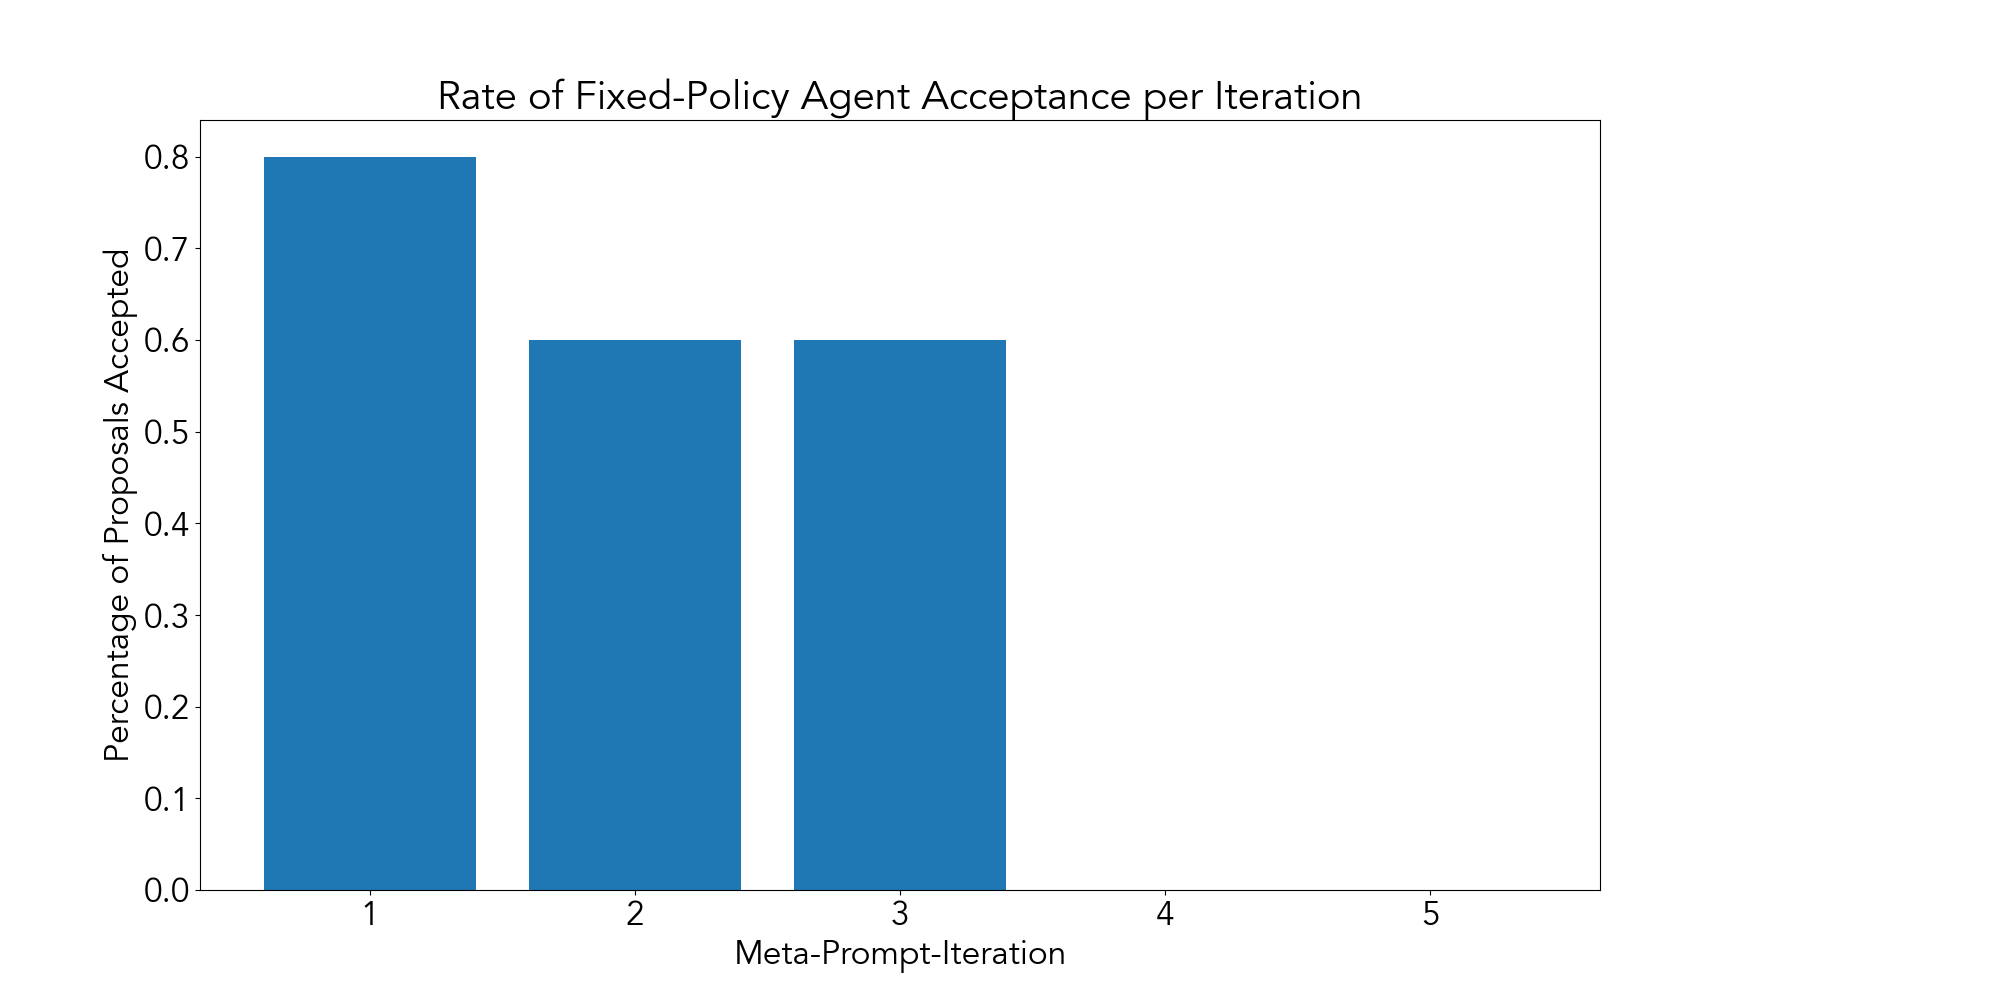 Rate of Fixed-Policy Agent Acceptance per Iteration
Percentage of Proposals Accepted
0.8
0.7
0.6
0.5
0.4
0.3
0.2
0.1
0.0
1 2 3 4 5
Meta-Prompt-Iteration